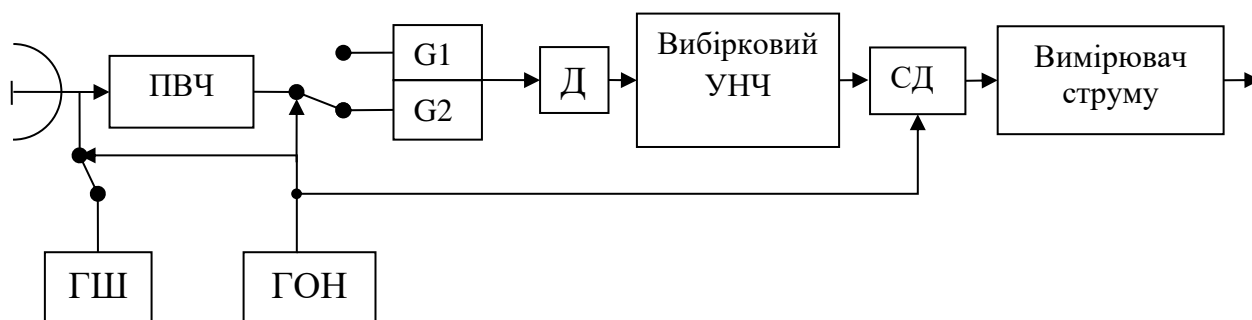 ПВЧ
G1
G2
Д
Вибірковий
УНЧ
СД
Вимірювач
струму
ГШ
ГОН